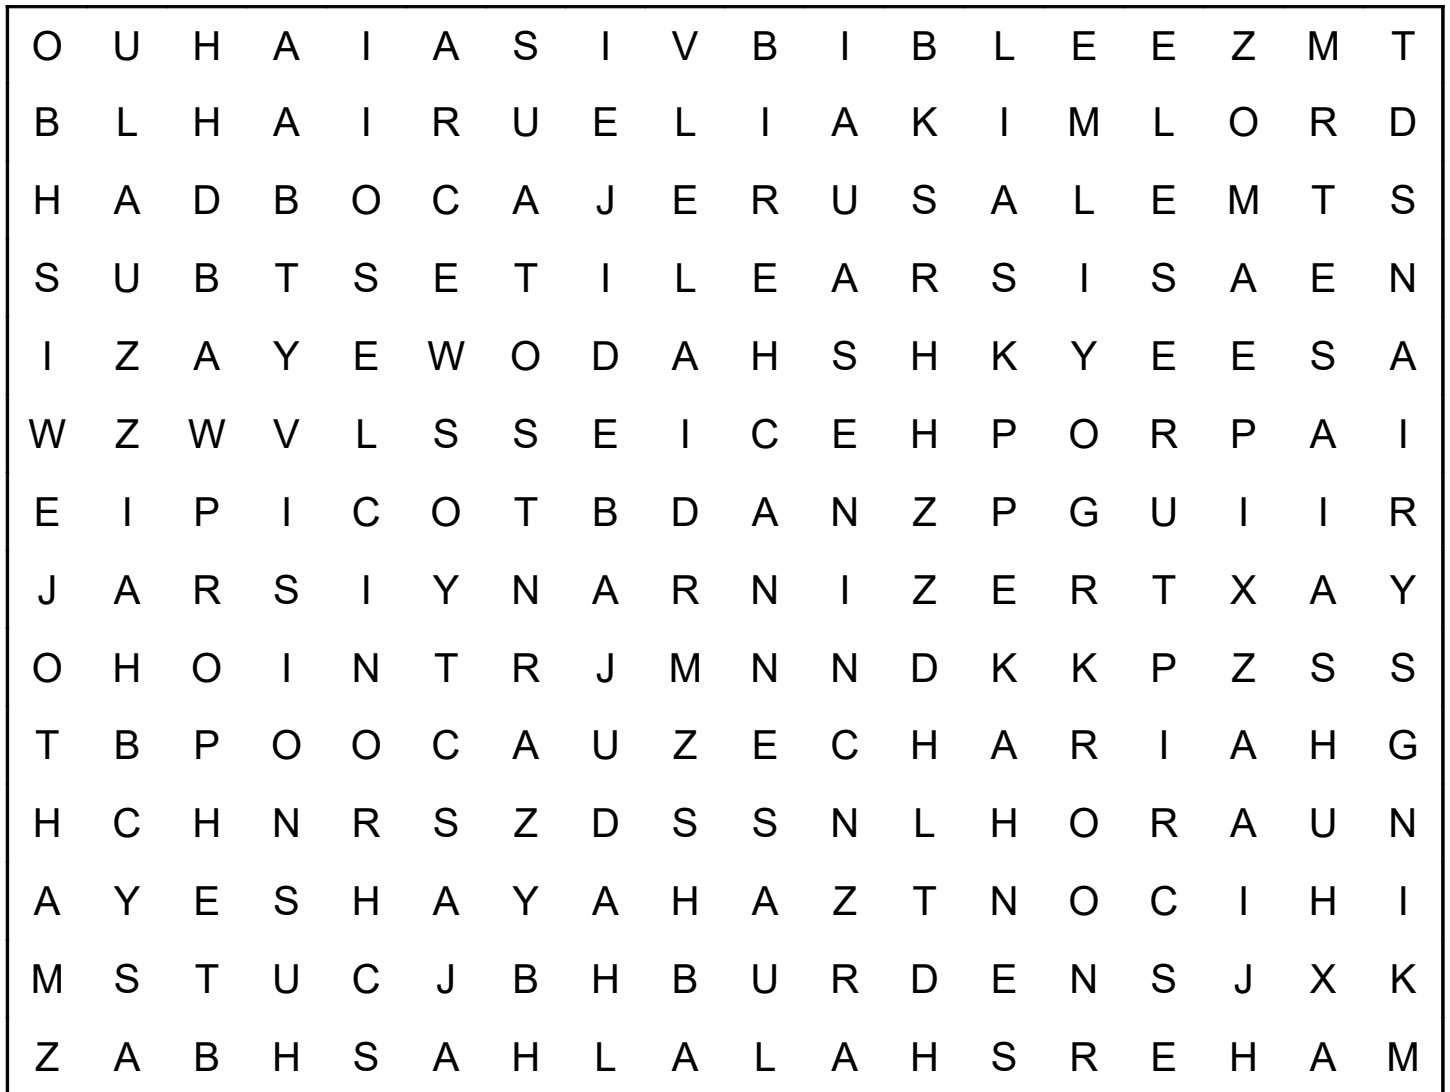 O U H A I A S I V B I B L E E Z M T
B L H A I R U E L I A K I M L O R D
H A D B O C A J E R U S A L E M T S
S U B T S E T I L E A R S I S A E N
I Z A Y E W O D A H S H K Y E E S A
W Z W V L S S E I C E H P O R P A I
E I P I C O T B D A N Z P G U I I R
J A R S I Y N A R N I Z E R T X A Y
O H O I N T R J M N N D K K P Z S S
T B P O O C A U Z E C H A R I A H G
H C H N R S Z D S S N L H O R A U N
A Y E S H A Y A H A Z T N O C I H I
M S T U C J B H B U R D E N S J X K
Z A B H S A H L A L A H S R E H A M